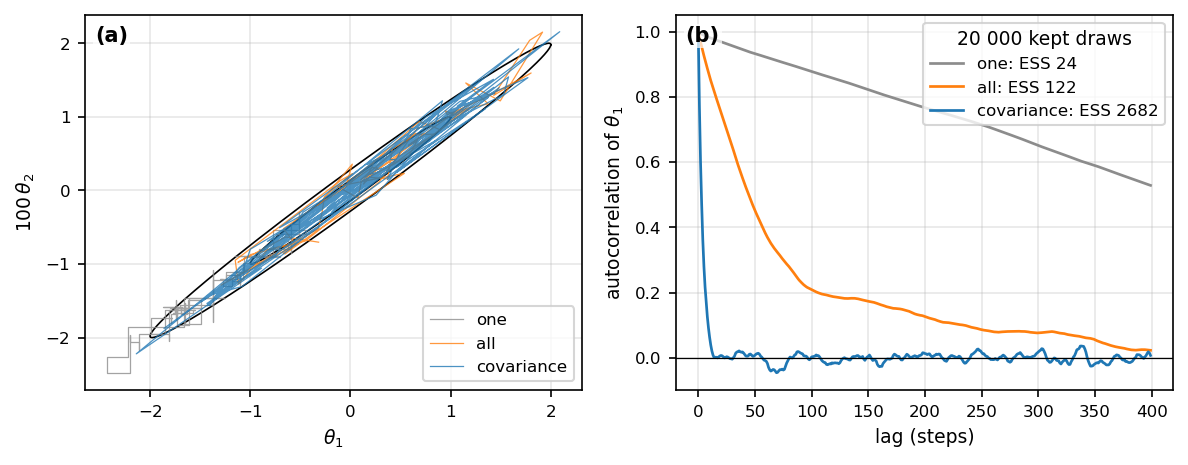 (a)
2
1
0
−1
−2
100 θ₂
−2
−1
0
1
2
θ₁
one
all
covariance
(b)
1.0
0.8
0.6
0.4
0.2
0.0
autocorrelation of θ₁
20 000 kept draws
one: ESS 24
all: ESS 122
covariance: ESS 2682
0
50
100
150
200
250
300
350
400
lag (steps)